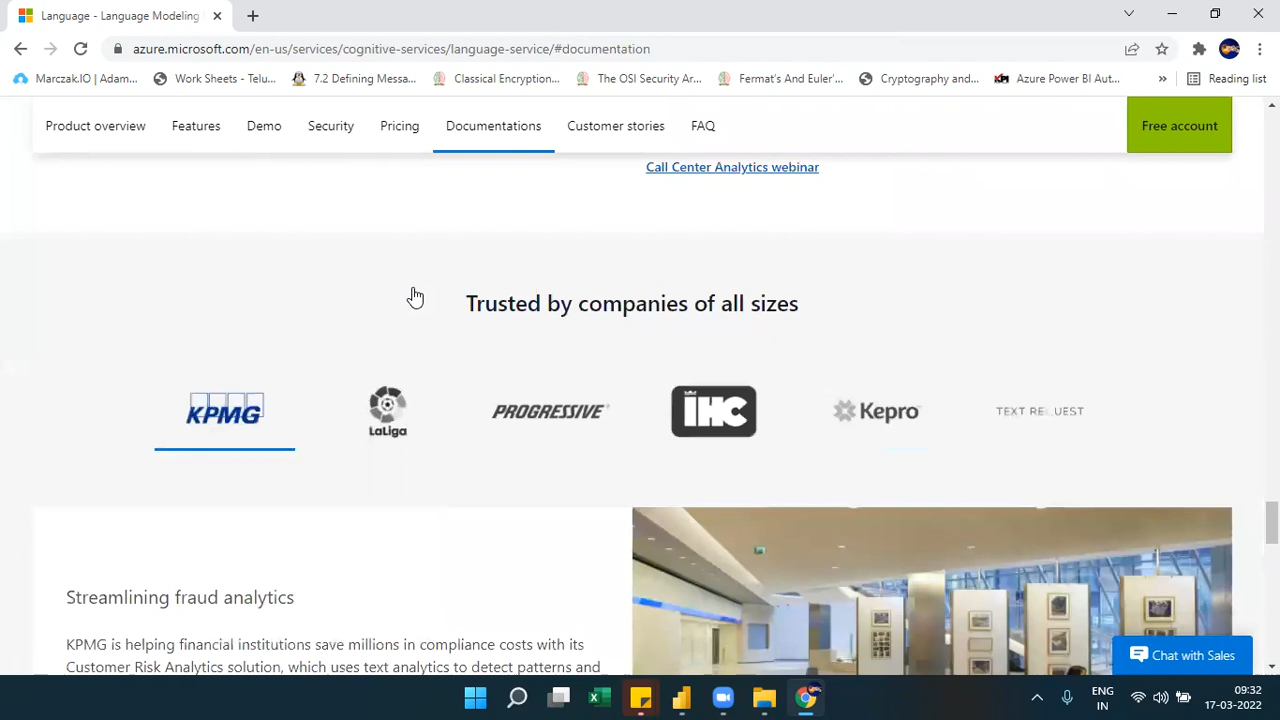 Language - Language Modeling
azure.microsoft.com/en-us/services/cognitive-services/language-service/#documentation
Marczak.IO | Adam... Work Sheets - Telu... 7.2 Defining Messa... Classical Encryption... The OSI Security Ar... Fermat's And Euler'... Cryptography and... Azure Power BI Aut... » Reading list
Product overview Features Demo Security Pricing Documentations Customer stories FAQ Free account
Call Center Analytics webinar
Trusted by companies of all sizes
KPMG LaLiga PROGRESSIVE IHC Kepro TEXT REQUEST
Streamlining fraud analytics
KPMG is helping financial institutions save millions in compliance costs with its
Customer Risk Analytics solution, which uses text analytics to detect patterns and
Chat with Sales
ENG
IN
09:32
17-03-2022